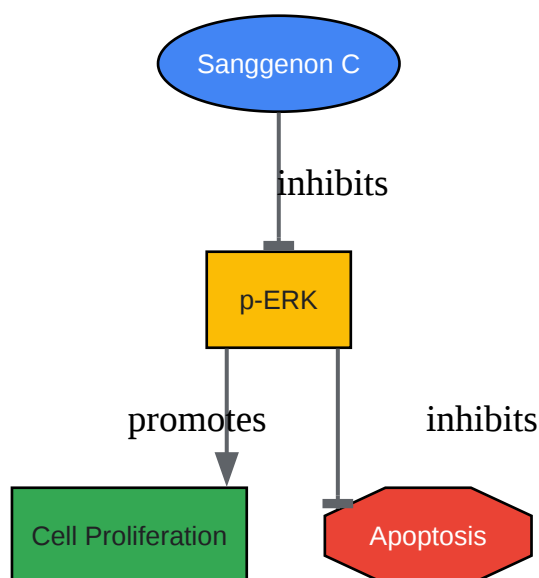 Sanggenon C
inhibits
p-ERK
promotes
inhibits
Cell Proliferation
Apoptosis